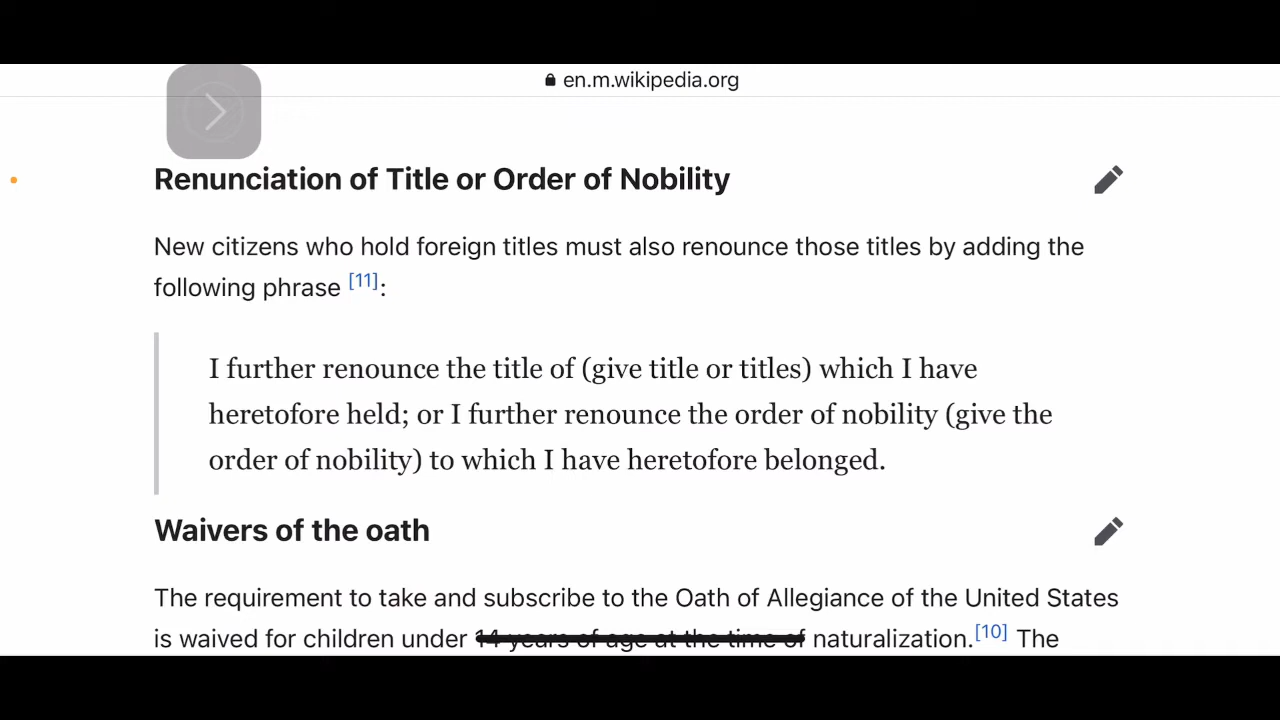 en.m.wikipedia.org
Renunciation of Title or Order of Nobility
New citizens who hold foreign titles must also renounce those titles by adding the
following phrase [11]:
I further renounce the title of (give title or titles) which I have
heretofore held; or I further renounce the order of nobility (give the
order of nobility) to which I have heretofore belonged.
Waivers of the oath
The requirement to take and subscribe to the Oath of Allegiance of the United States
is waived for children under 14 years of age at the time of naturalization.[10] The